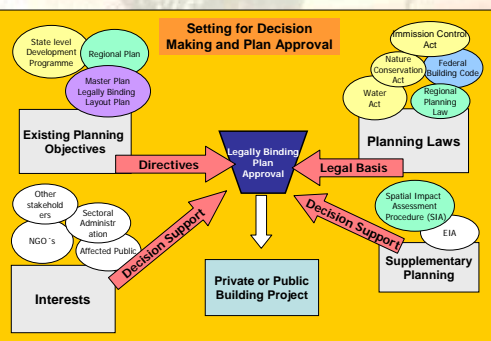 Setting for Decision
Making and Plan Approval
State level
Development
Programme
Regional Plan
Master Plan
Legally Binding
Layout Plan
Existing Planning
Objectives
Immission Control
Act
Nature
Conservation
Act
Federal
Building Code
Water
Act
Regional
Planning
Law
Planning Laws
Directives
Legally Binding
Plan
Approval
Legal Basis
Other
stakehold
ers
Sectoral
Administr
ation
NGO´s
Affected Public
Interests
Decision Support
Private or Public
Building Project
Decision Support
Spatial Impact
Assessment
Procedure (SIA)
EIA
Supplementary
Planning